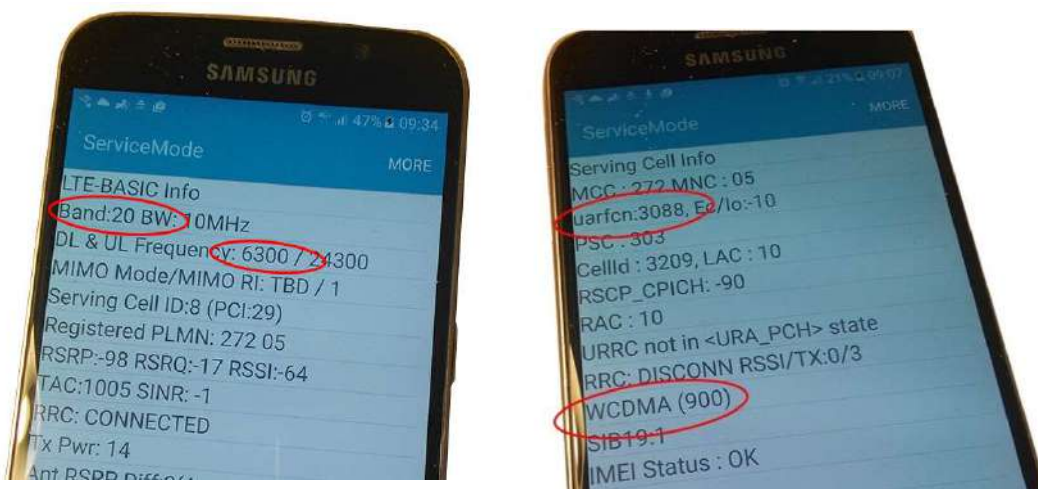 SAMSUNG
47% 09:34
ServiceMode
MORE
LTE-BASIC Info
Band:20 BW: 10MHz
DL & UL Frequency: 6300 / 24300
MIMO Mode/MIMO RI: TBD / 1
Serving Cell ID:8 (PCI:29)
Registered PLMN: 272 05
RSRP:-98 RSRQ:-17 RSSI:-64
TAC:1005 SINR: -1
RRC: CONNECTED
Tx Pwr: 14
Ant RSRP Diff:
SAMSUNG
21% 09:07
ServiceMode
MORE
Serving Cell Info
MCC : 272 MNC : 05
uarfcn:3088, Ec/Io:-10
PSC : 303
CellId : 3209, LAC : 10
RSCP_CPICH: -90
RAC : 10
URRC not in <URA_PCH> state
RRC: DISCONN RSSI/TX:0/3
WCDMA (900)
SIB19:1
IMEI Status : OK